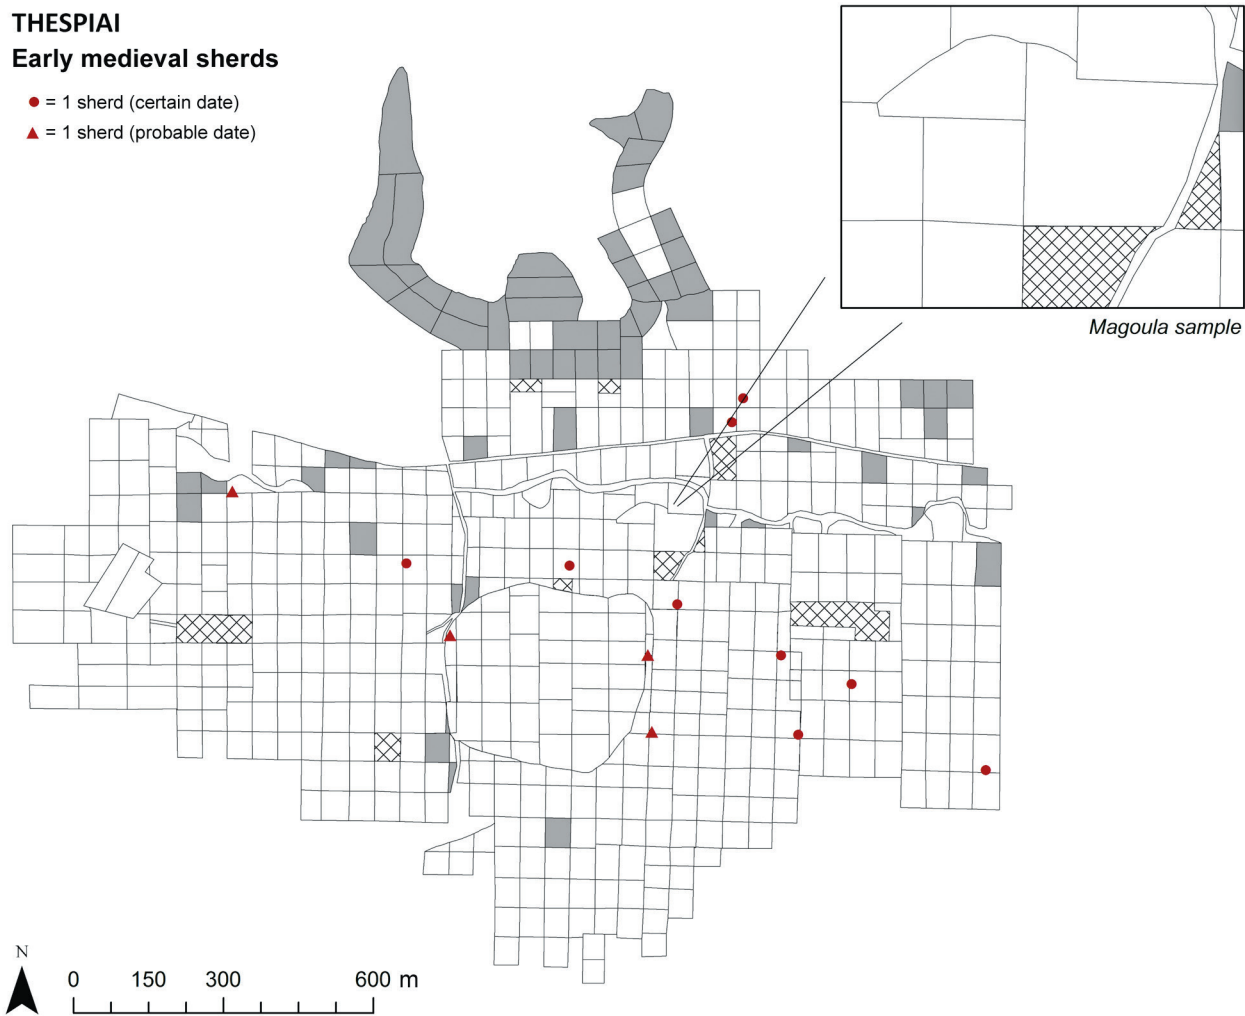 THESPIAI
Early medieval sherds
= 1 sherd (certain date)
= 1 sherd (probable date)
Magoula sample
N
0 150 300 600 m